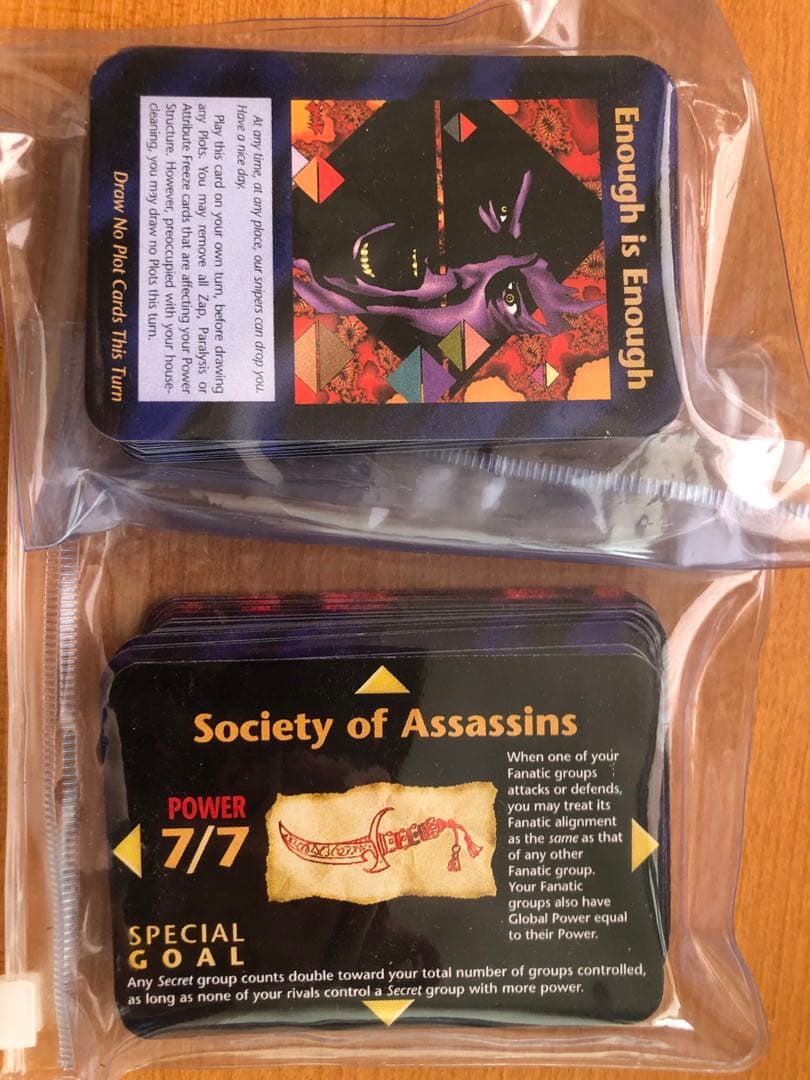 Enough is Enough
At any time, at any place, our snipers can drop you.
Have a nice day.
Play this card on your own turn, before drawing
any Plots. You may remove all Zap, Paralysis or
Attribute Freeze cards that are affecting your Power
Structure. However, preoccupied with your house-
cleaning, you may draw no Plots this turn.
Draw No Plot Cards This Turn
Society of Assassins
POWER
7/7
When one of your
Fanatic groups
attacks or defends,
you may treat its
Fanatic alignment
as the same as that
of any other
Fanatic group.
Your Fanatic
groups also have
Global Power equal
to their Power.
SPECIAL
GOAL
Any Secret group counts double toward your total number of groups controlled,
as long as none of your rivals control a Secret group with more power.